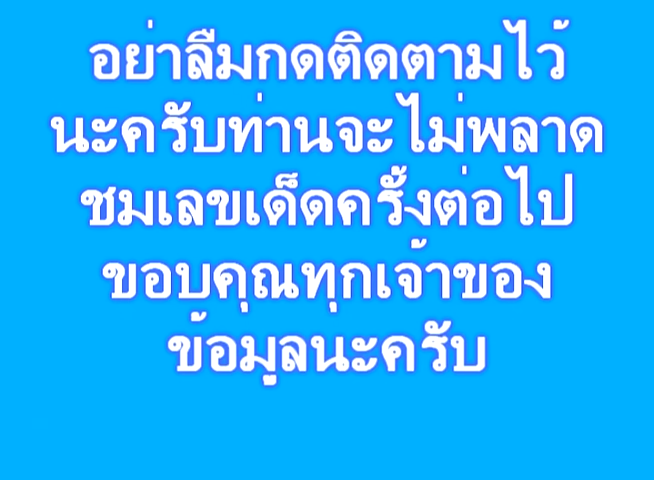 อย่าลืมกดติดตามไว้
นะครับท่านจะไม่พลาด
ชมเลขเด็ดครั้งต่อไป
ขอบคุณทุกเจ้าของ
ข้อมูลนะครับ